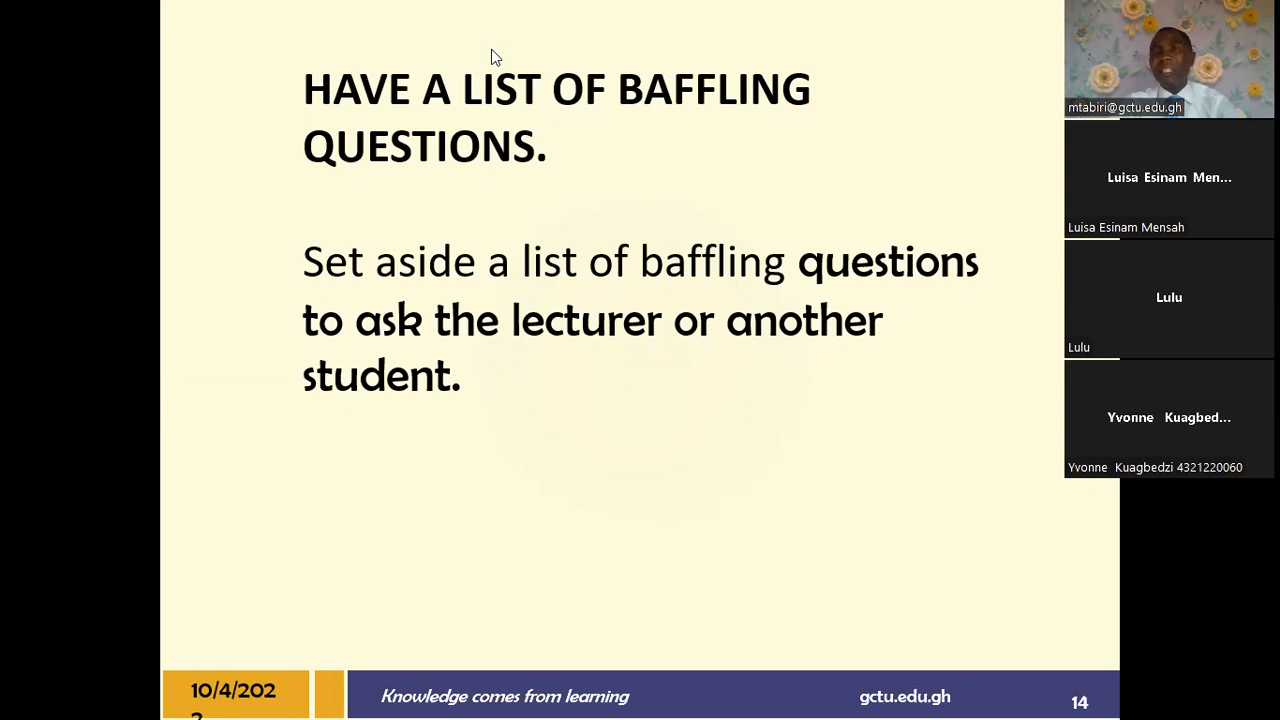 HAVE A LIST OF BAFFLING
QUESTIONS.
Set aside a list of baffling questions
to ask the lecturer or another
student.
10/4/202
Knowledge comes from learning
gctu.edu.gh
14
mtabiri@gctu.edu.gh
Luisa Esinam Men...
Luisa Esinam Mensah
Lulu
Lulu
Yvonne Kuagbed...
Yvonne Kuagbedzi 4321220060